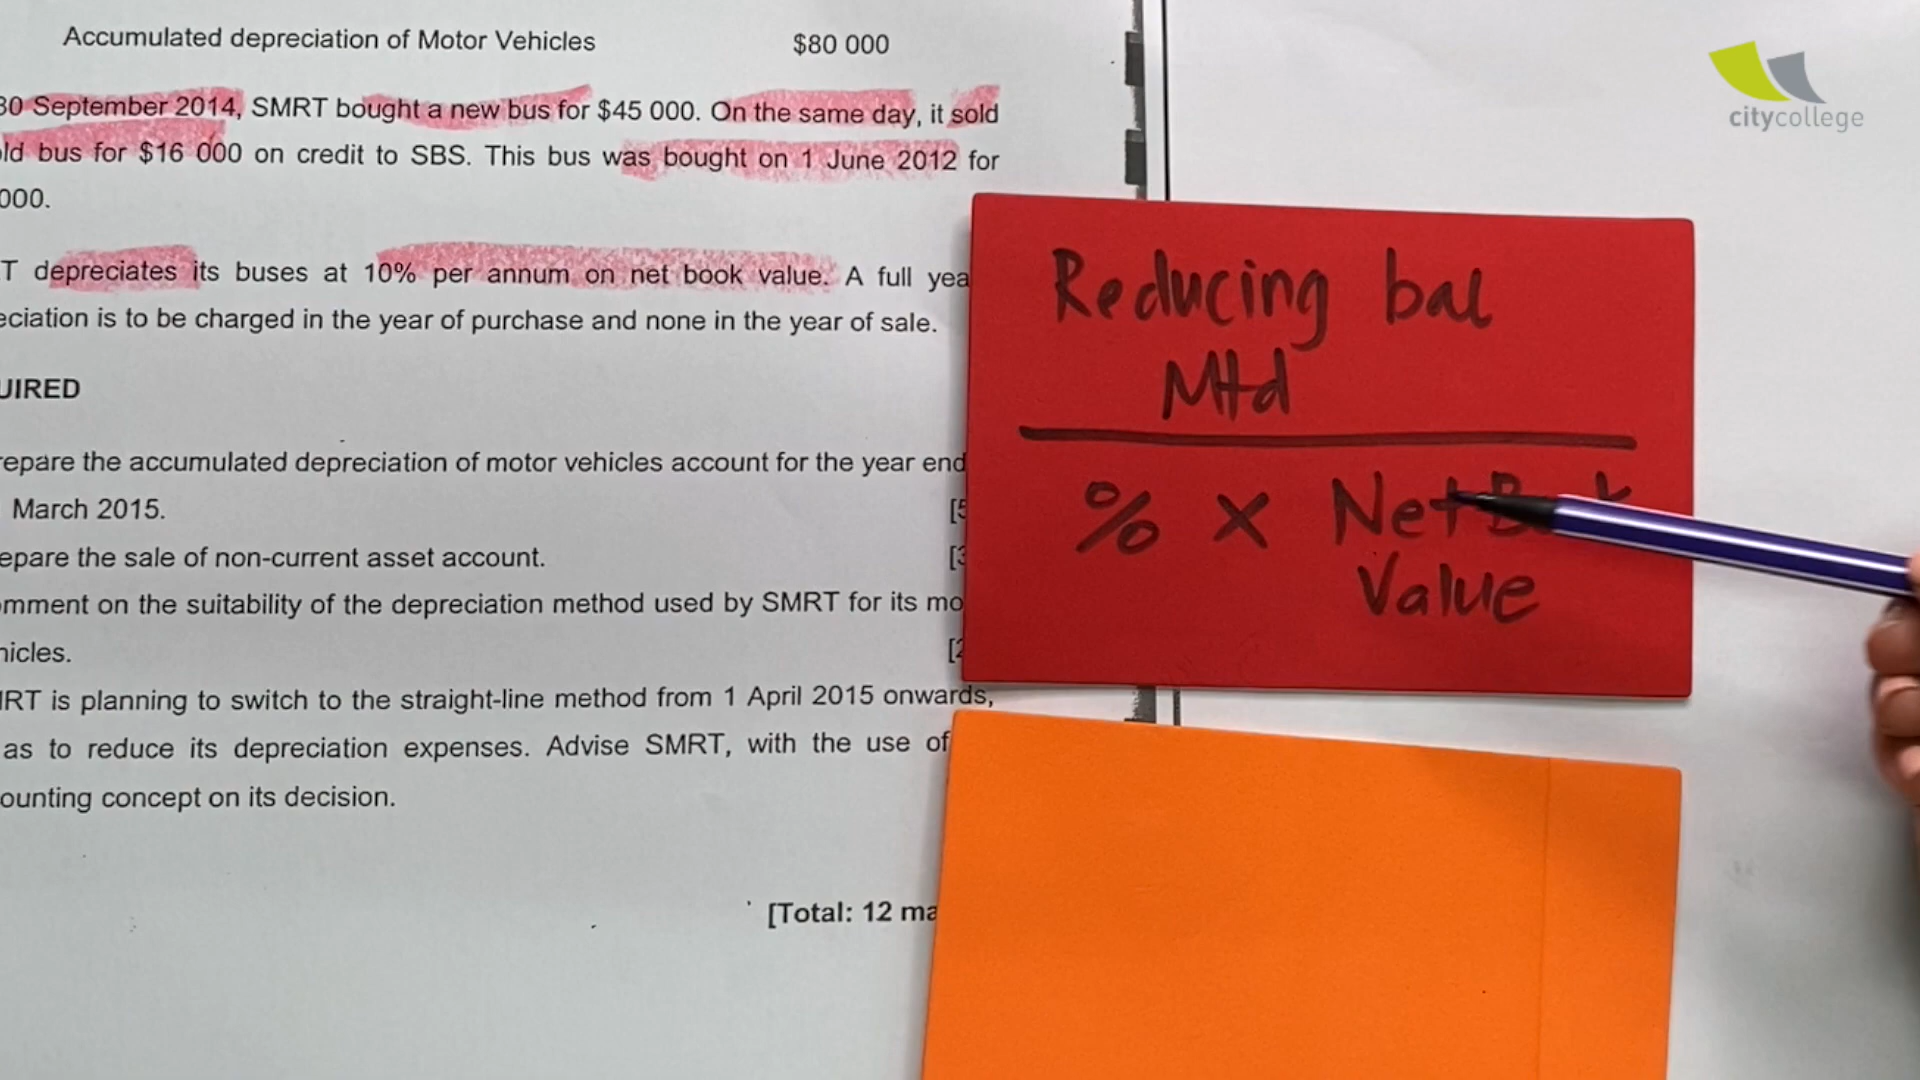 Accumulated depreciation of Motor Vehicles $80 000
30 September 2014, SMRT bought a new bus for $45 000. On the same day, it sold
old bus for $16 000 on credit to SBS. This bus was bought on 1 June 2012 for
000.
T depreciates its buses at 10% per annum on net book value. A full yea
eciation is to be charged in the year of purchase and none in the year of sale.
UIRED
repare the accumulated depreciation of motor vehicles account for the year end
March 2015. [5
epare the sale of non-current asset account. [3
omment on the suitability of the depreciation method used by SMRT for its mo
hicles. [2
MRT is planning to switch to the straight-line method from 1 April 2015 onwards,
as to reduce its depreciation expenses. Advise SMRT, with the use of
ounting concept on its decision.
[Total: 12 ma
Reducing bal
Mtd
% x Net
Value
citycollege